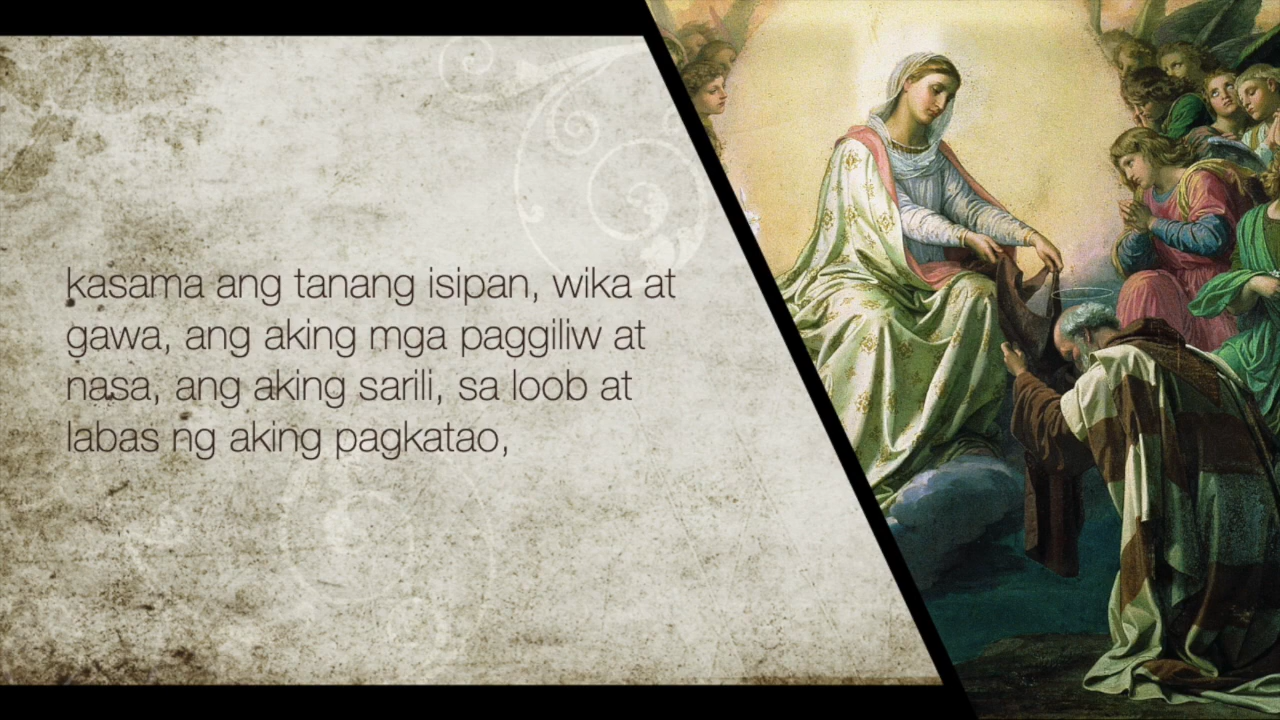 kasama ang tanang isipan, wika at
gawa, ang aking mga paggiliw at
nasa, ang aking sarili, sa loob at
labas ng aking pagkatao,